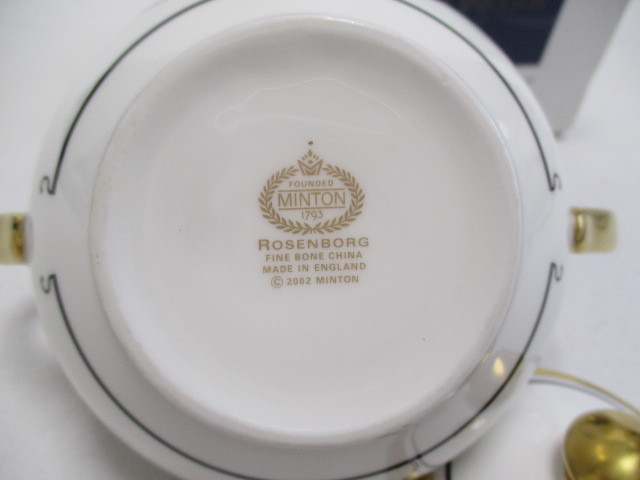 FOUNDED
MINTON
1793
ROSENBORG
FINE BONE CHINA
MADE IN ENGLAND
© 2002 MINTON